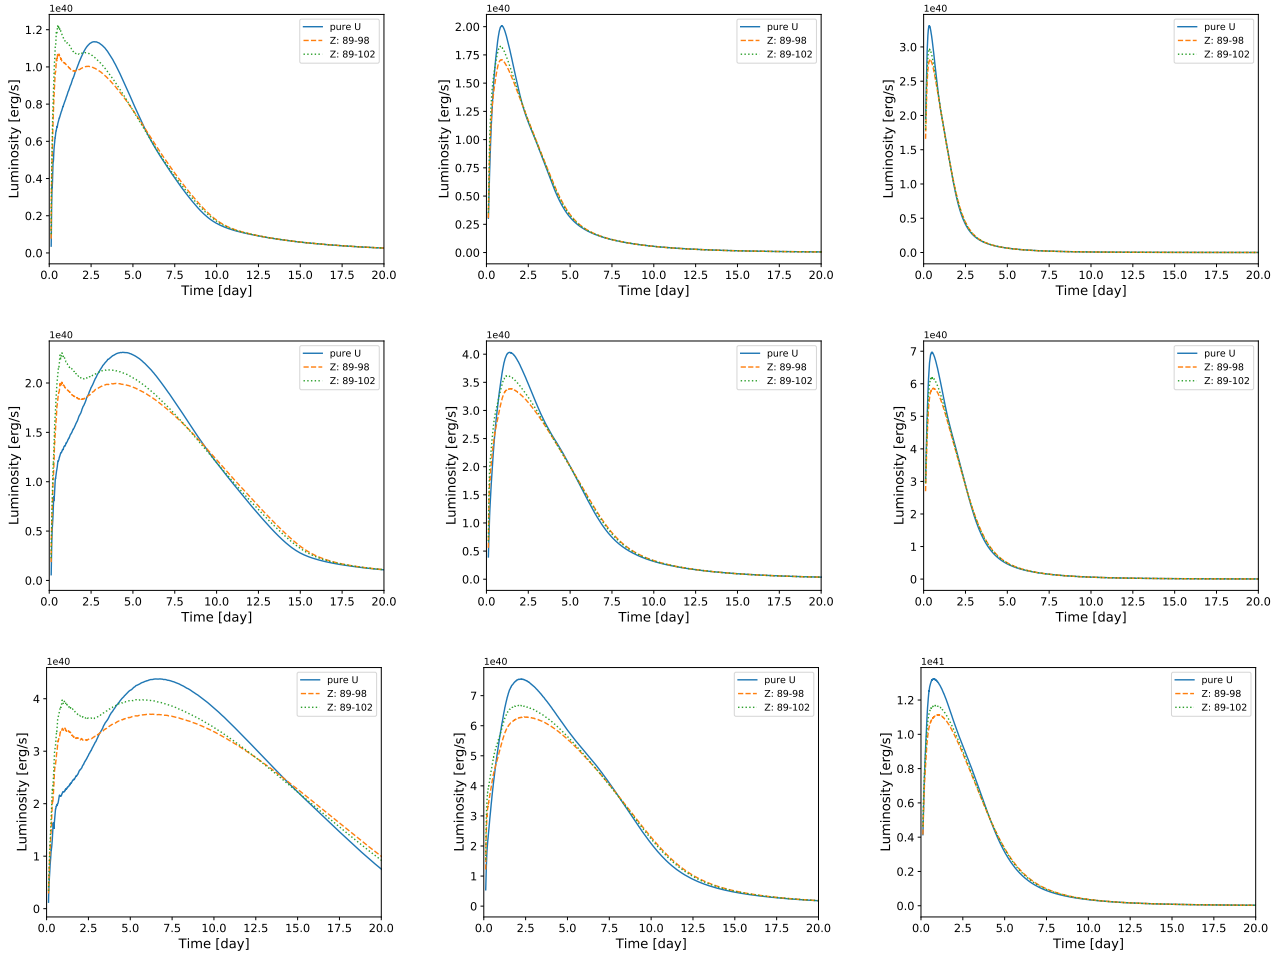 1e40
Luminosity [erg/s]
1.2
1.0
0.8
0.6
0.4
0.2
0.0
pure U
Z: 89-98
Z: 89-102
0.0 2.5 5.0 7.5 10.0 12.5 15.0 17.5 20.0
Time [day]
1e40
Luminosity [erg/s]
2.00
1.75
1.50
1.25
1.00
0.75
0.50
0.25
0.00
pure U
Z: 89-98
Z: 89-102
0.0 2.5 5.0 7.5 10.0 12.5 15.0 17.5 20.0
Time [day]
1e40
Luminosity [erg/s]
3.0
2.5
2.0
1.5
1.0
0.5
0.0
pure U
Z: 89-98
Z: 89-102
0.0 2.5 5.0 7.5 10.0 12.5 15.0 17.5 20.0
Time [day]
1e40
Luminosity [erg/s]
2.0
1.5
1.0
0.5
0.0
pure U
Z: 89-98
Z: 89-102
0.0 2.5 5.0 7.5 10.0 12.5 15.0 17.5 20.0
Time [day]
1e40
Luminosity [erg/s]
4.0
3.5
3.0
2.5
2.0
1.5
1.0
0.5
0.0
pure U
Z: 89-98
Z: 89-102
0.0 2.5 5.0 7.5 10.0 12.5 15.0 17.5 20.0
Time [day]
1e40
Luminosity [erg/s]
7
6
5
4
3
2
1
0
pure U
Z: 89-98
Z: 89-102
0.0 2.5 5.0 7.5 10.0 12.5 15.0 17.5 20.0
Time [day]
1e40
Luminosity [erg/s]
4
3
2
1
0
pure U
Z: 89-98
Z: 89-102
0.0 2.5 5.0 7.5 10.0 12.5 15.0 17.5 20.0
Time [day]
1e40
Luminosity [erg/s]
7
6
5
4
3
2
1
0
pure U
Z: 89-98
Z: 89-102
0.0 2.5 5.0 7.5 10.0 12.5 15.0 17.5 20.0
Time [day]
1e41
Luminosity [erg/s]
1.2
1.0
0.8
0.6
0.4
0.2
0.0
pure U
Z: 89-98
Z: 89-102
0.0 2.5 5.0 7.5 10.0 12.5 15.0 17.5 20.0
Time [day]